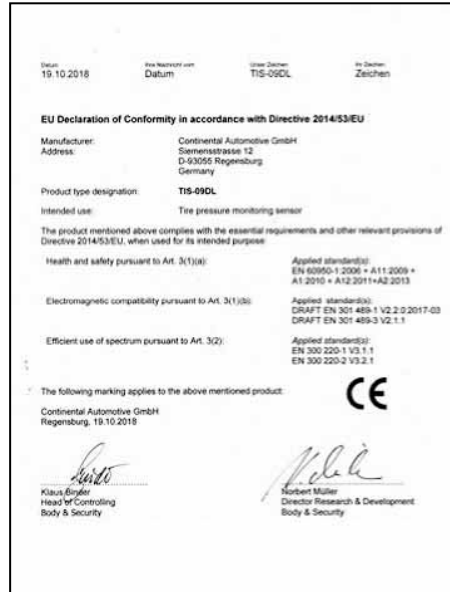 Datum Ihre Nachricht vom Unser Zeichen Ihr Zeichen
19.10.2018 Datum TIS-09DL Zeichen
EU Declaration of Conformity in accordance with Directive 2014/53/EU
Manufacturer: Continental Automotive GmbH
Address: Siemensstrasse 12
D-93055 Regensburg
Germany
Product type designation: TIS-09DL
Intended use: Tire pressure monitoring sensor
The product mentioned above complies with the essential requirements and other relevant provisions of
Directive 2014/53/EU, when used for its intended purpose:
Health and safety pursuant to Art. 3(1)(a): Applied standard(s):
EN 60950-1:2006 + A11:2009 +
A1:2010 + A12:2011+A2:2013
Electromagnetic compatibility pursuant to Art. 3(1)(b): Applied standard(s):
DRAFT EN 301 489-1 V2.2.0:2017-03
DRAFT EN 301 489-3 V2.1.1
Efficient use of spectrum pursuant to Art. 3(2): Applied standard(s):
EN 300 220-1 V3.1.1
EN 300 220-2 V3.2.1
The following marking applies to the above mentioned product: CE
Continental Automotive GmbH
Regensburg, 19.10.2018
Klaus Binder Norbert Müller
Head of Controlling Director Research & Development
Body & Security Body & Security